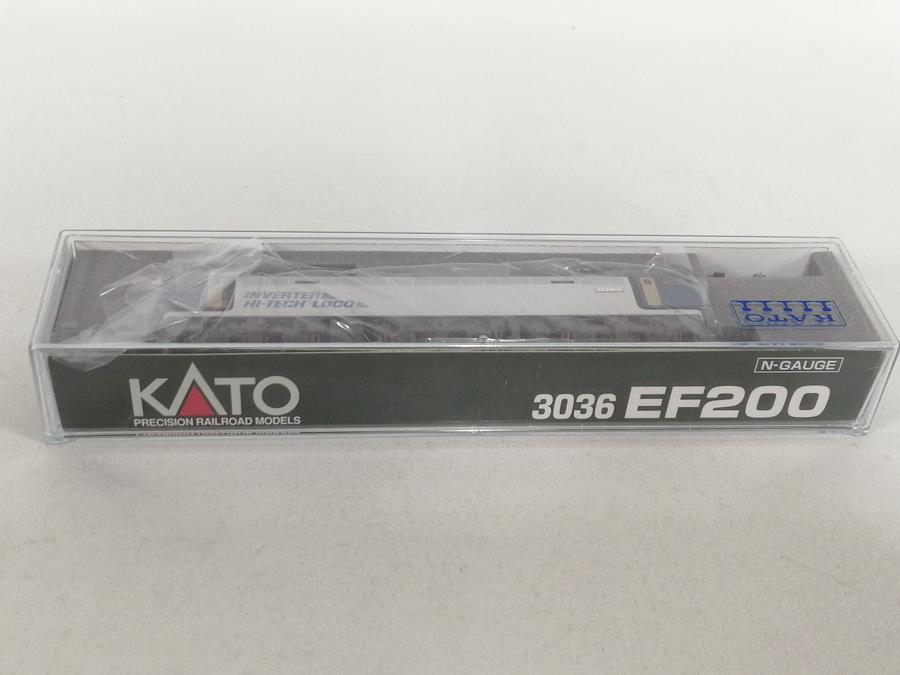 INVERTER
HI-TECH LOCO
KATO
N-GAUGE
KATO
PRECISION RAILROAD MODELS
3036 EF200